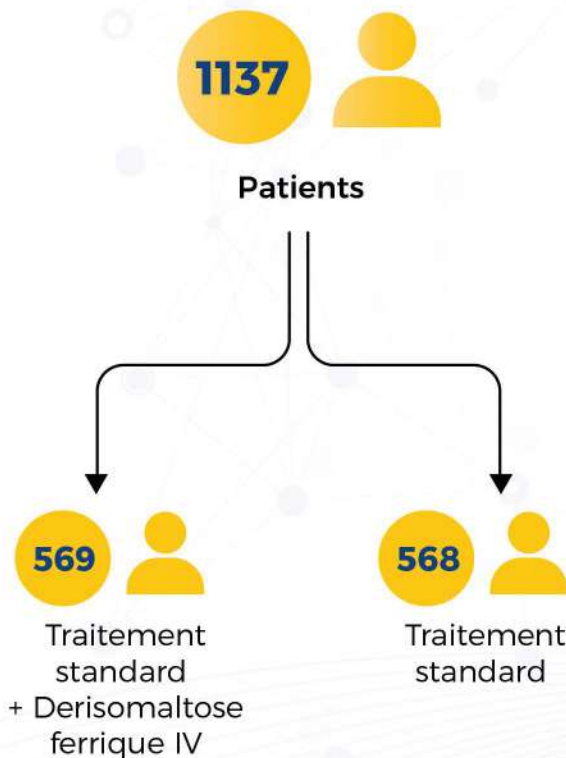 1137
Patients
569
Traitement
standard
+ Derisomaltose
ferrique IV
568
Traitement
standard